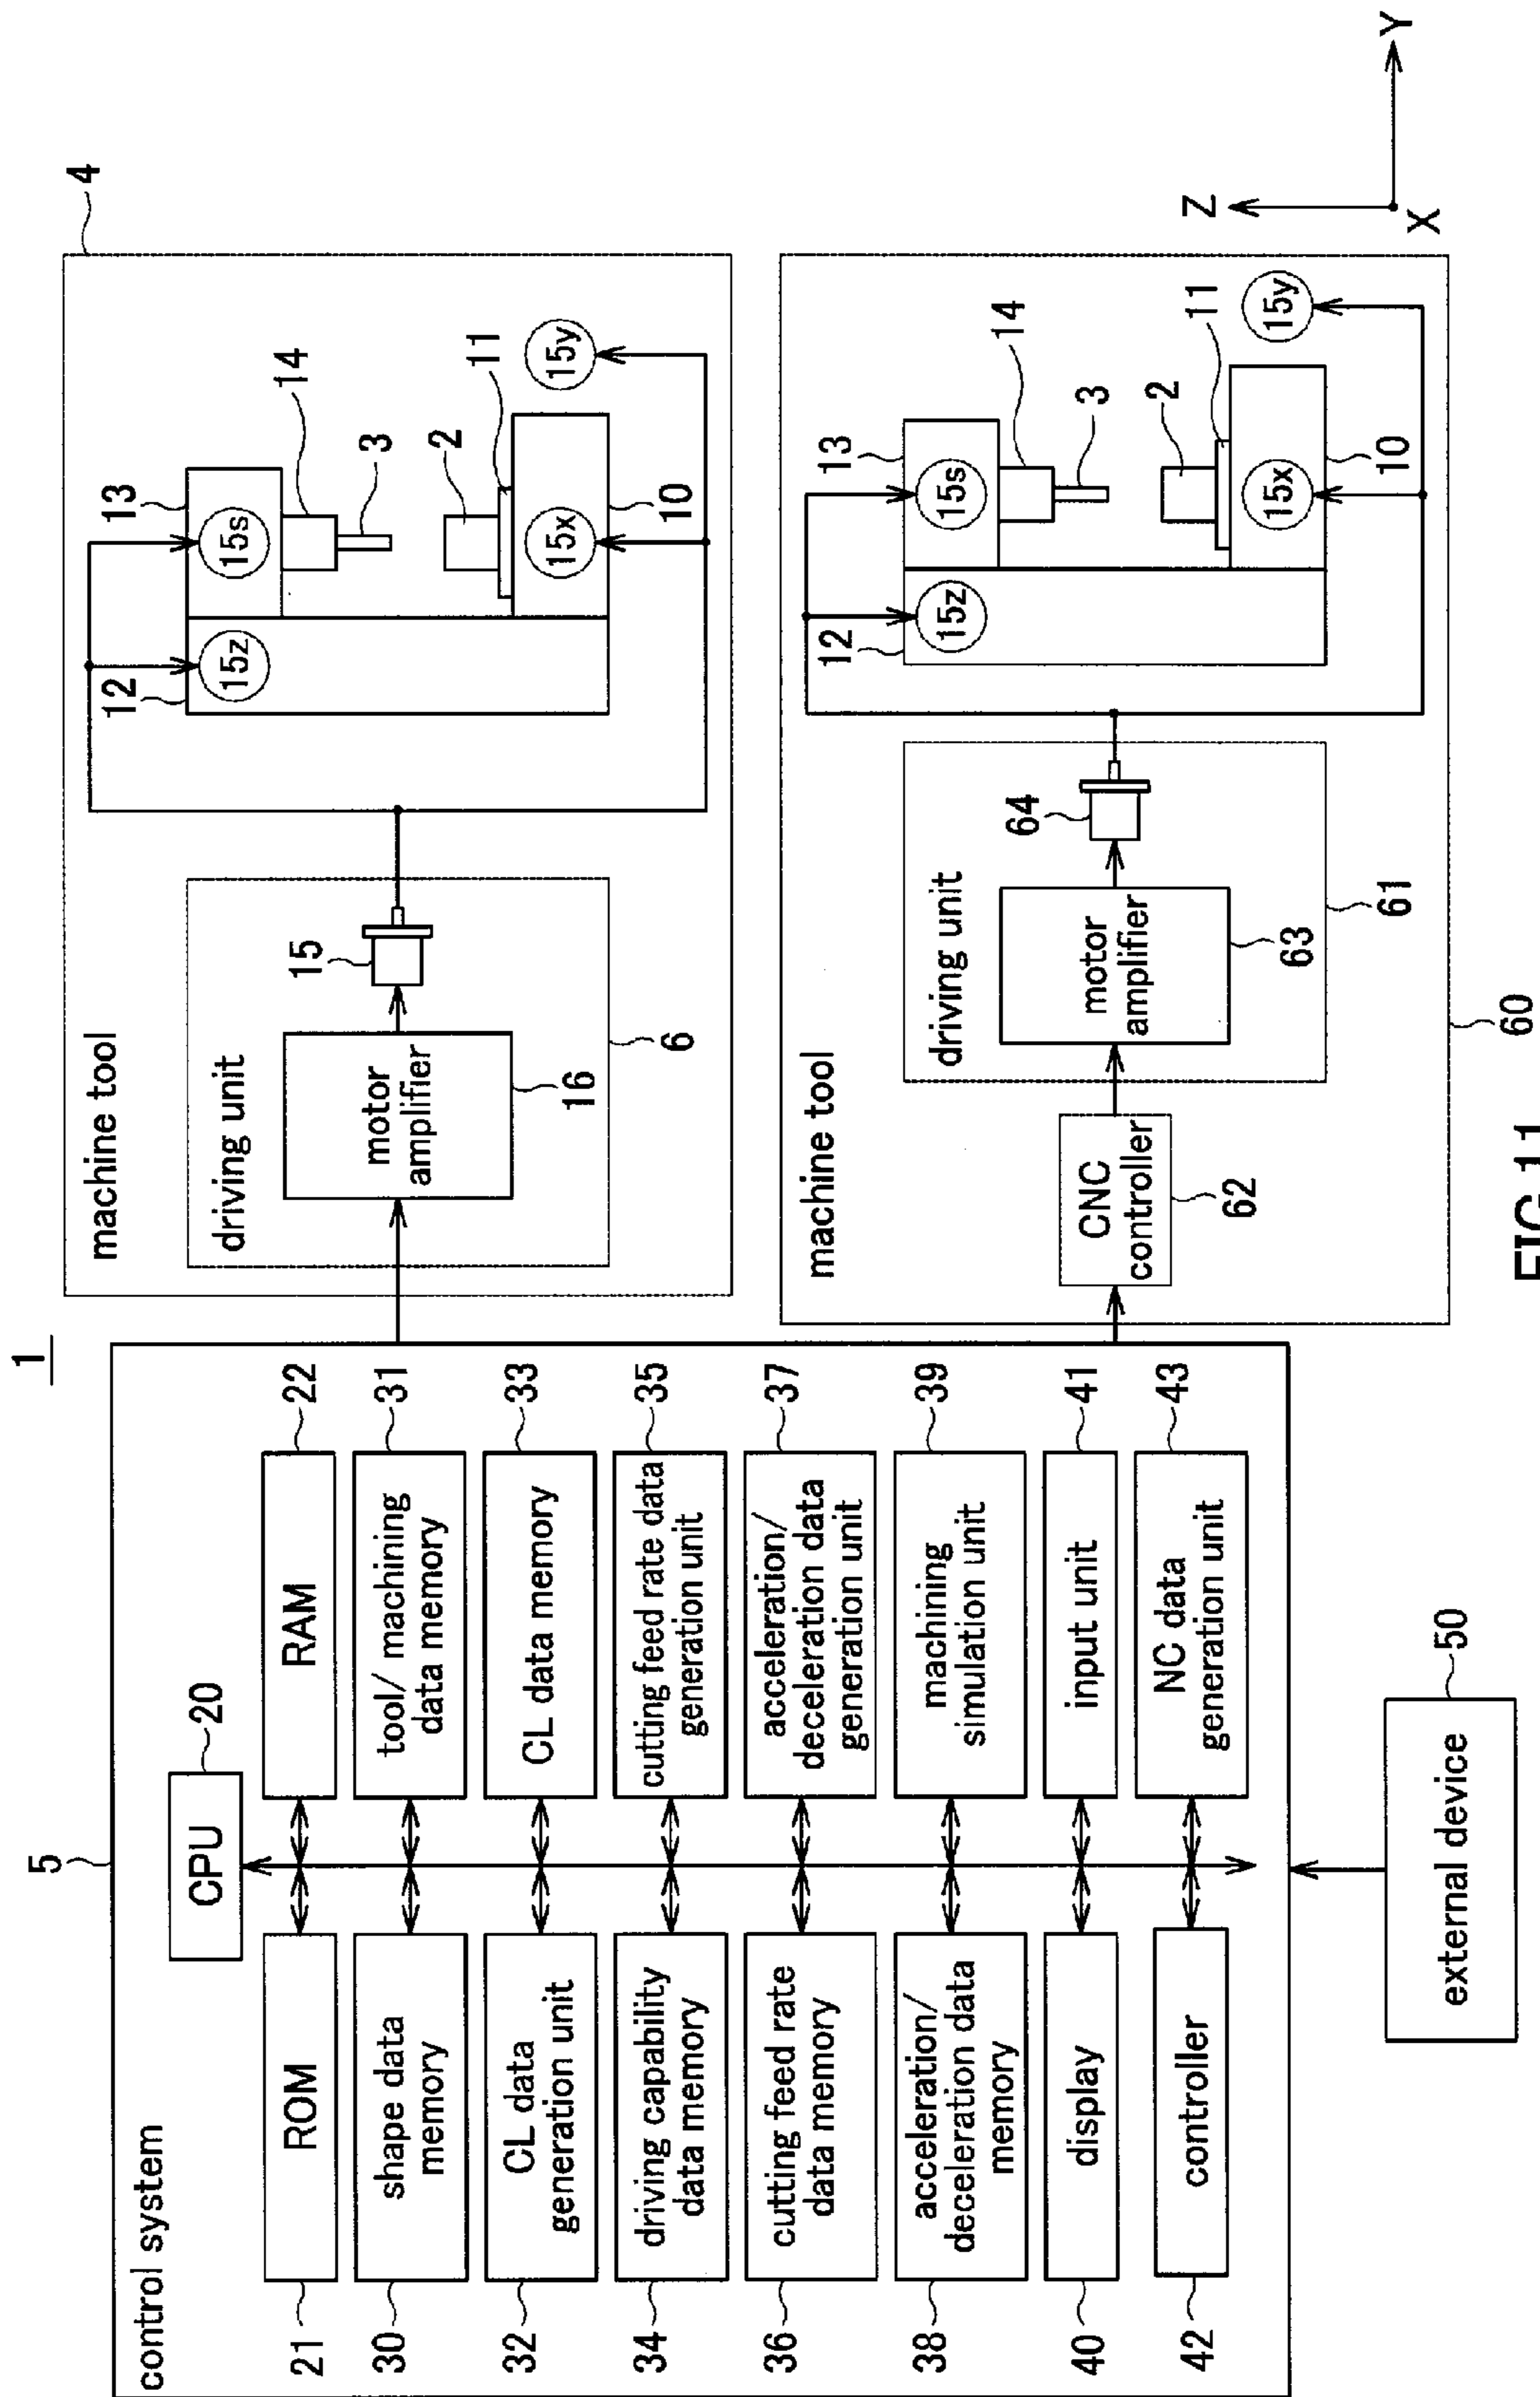 1
5
control system
CPU
20
ROM
21
RAM
22
shape data
memory
30
tool/ machining
data memory
31
CL data
generation unit
32
CL data memory
33
driving capability
data memory
34
cutting feed rate data
generation unit
35
cutting feed rate
data memory
36
acceleration/
deceleration data
generation unit
37
acceleration/
deceleration data
memory
38
machining
simulation unit
39
display
40
input unit
41
controller
42
NC data
generation unit
43
external device
50
machine tool
4
driving unit
6
motor
amplifier
16
15
12
15z
13
15s
14
3
2
11
15x
10
15y
machine tool
60
CNC
controller
62
driving unit
61
motor
amplifier
63
64
12
15z
13
15s
14
3
2
11
15x
10
15y
Z
Y
X
FIG.11